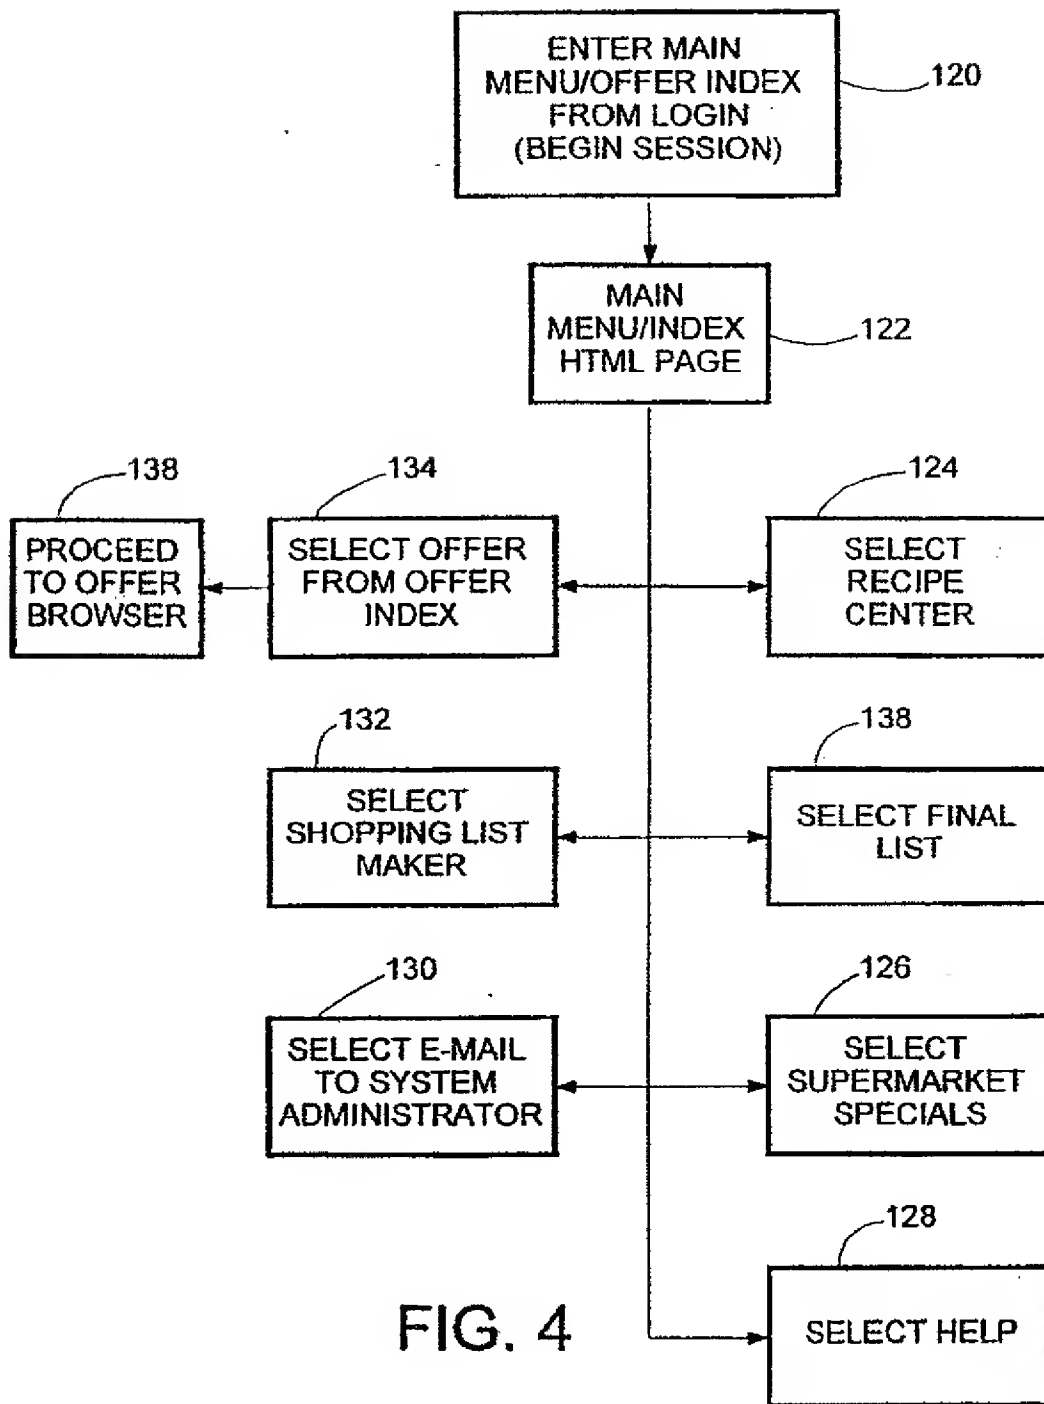 ENTER MAIN
MENU/OFFER INDEX
FROM LOGIN
(BEGIN SESSION)
120
MAIN
MENU/INDEX
HTML PAGE
122
138
PROCEED
TO OFFER
BROWSER
134
SELECT OFFER
FROM OFFER
INDEX
124
SELECT
RECIPE
CENTER
132
SELECT
SHOPPING LIST
MAKER
138
SELECT FINAL
LIST
130
SELECT E-MAIL
TO SYSTEM
ADMINISTRATOR
126
SELECT
SUPERMARKET
SPECIALS
128
SELECT HELP
FIG. 4